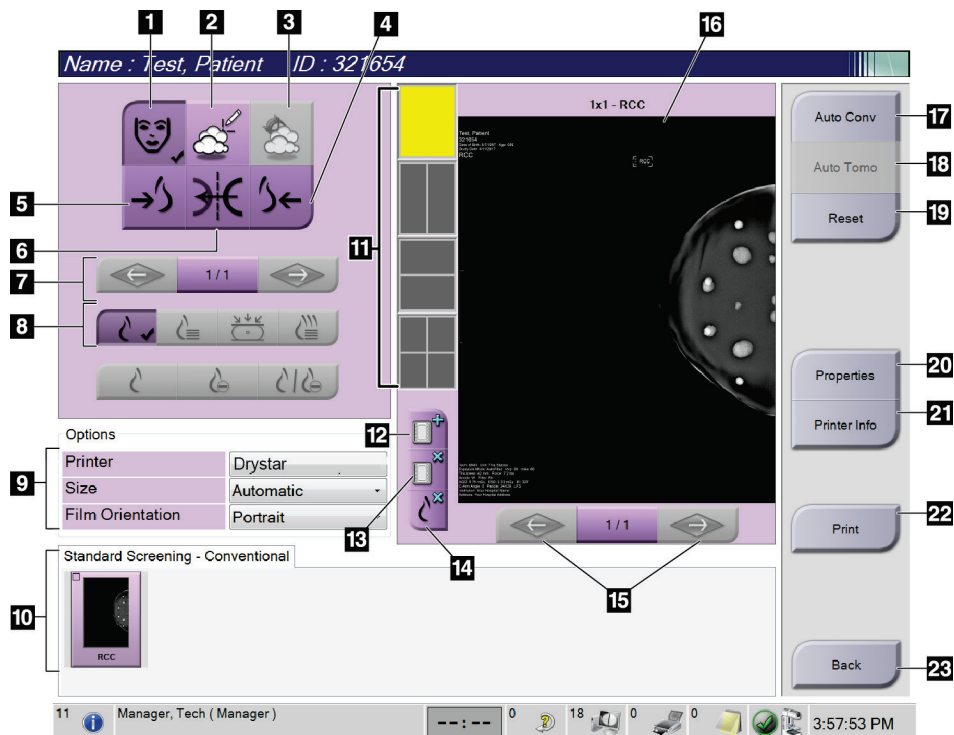 1 2 3 4 16
Name : Test, Patient ID : 321654
1x1 - RCC
Test, Patient
321654
RCC
[ RCC ]
Auto Conv 17
Auto Tomo 18
Reset 19
5
6
7 1 / 1
8
11
Properties 20
Printer Info 21
12
13
14
Options
9
Printer Drystar
Size Automatic
Film Orientation Portrait
1 / 1
15
Print 22
10
Standard Screening - Conventional
RCC
Back 23
11 Manager, Tech ( Manager ) --:-- 0 18 0 0 3:57:53 PM